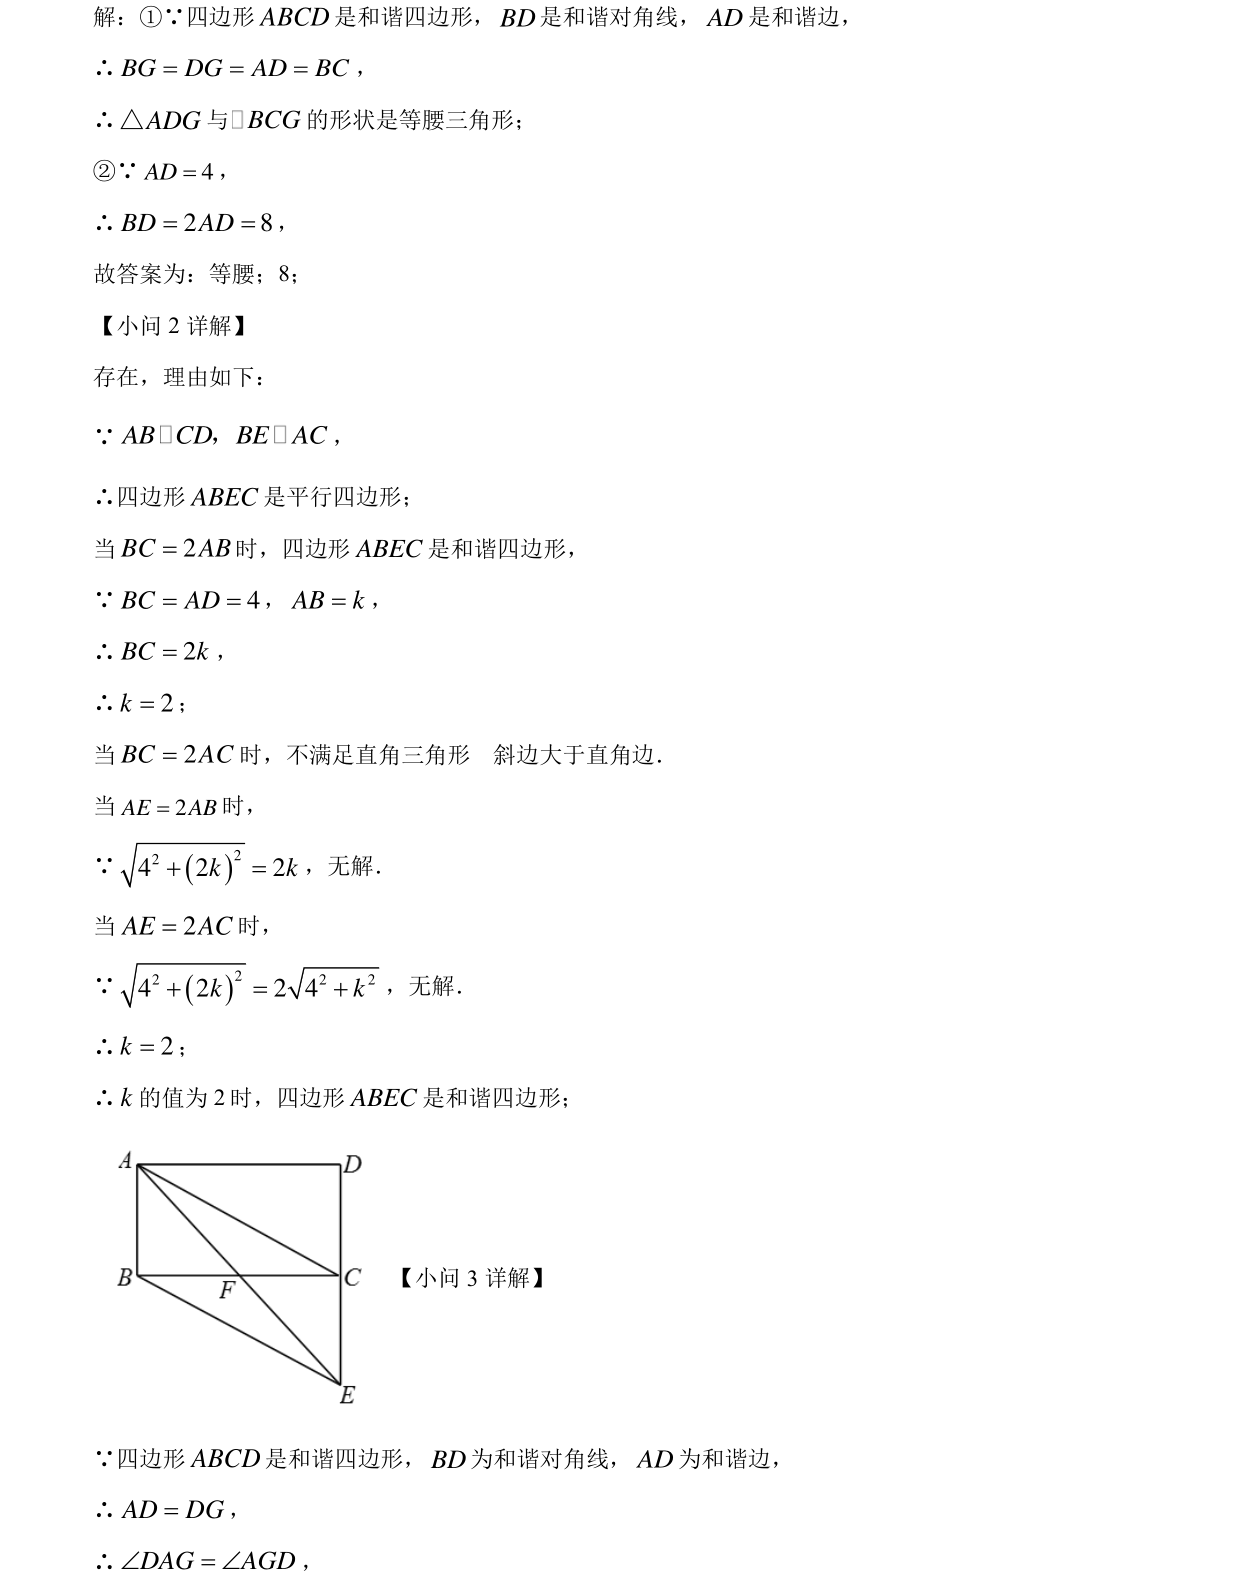 解：①∵四边形ABCD是和谐四边形，BD是和谐对角线，AD是和谐边，
∴BG = DG = AD = BC，
∴△ADG与□BCG的形状是等腰三角形；
②∵AD = 4，
∴BD = 2AD = 8，
故答案为：等腰；8；
【小问 2 详解】
存在，理由如下：
∵AB□CD，BE□AC，
∴四边形ABEC是平行四边形；
当BC = 2AB时，四边形ABEC是和谐四边形，
∵BC = AD = 4，AB = k，
∴BC = 2k，
∴k = 2；
当BC = 2AC时，不满足直角三角形 斜边大于直角边．
当AE = 2AB时，
∵√(4² + (2k)²) = 2k，无解．
当AE = 2AC时，
∵√(4² + (2k)²) = 2√(4² + k²)，无解．
∴k = 2；
∴k的值为2时，四边形ABEC是和谐四边形；
A
D
B
F
C
【小问 3 详解】
E
∵四边形ABCD是和谐四边形，BD为和谐对角线，AD为和谐边，
∴AD = DG，
∴∠DAG = ∠AGD，